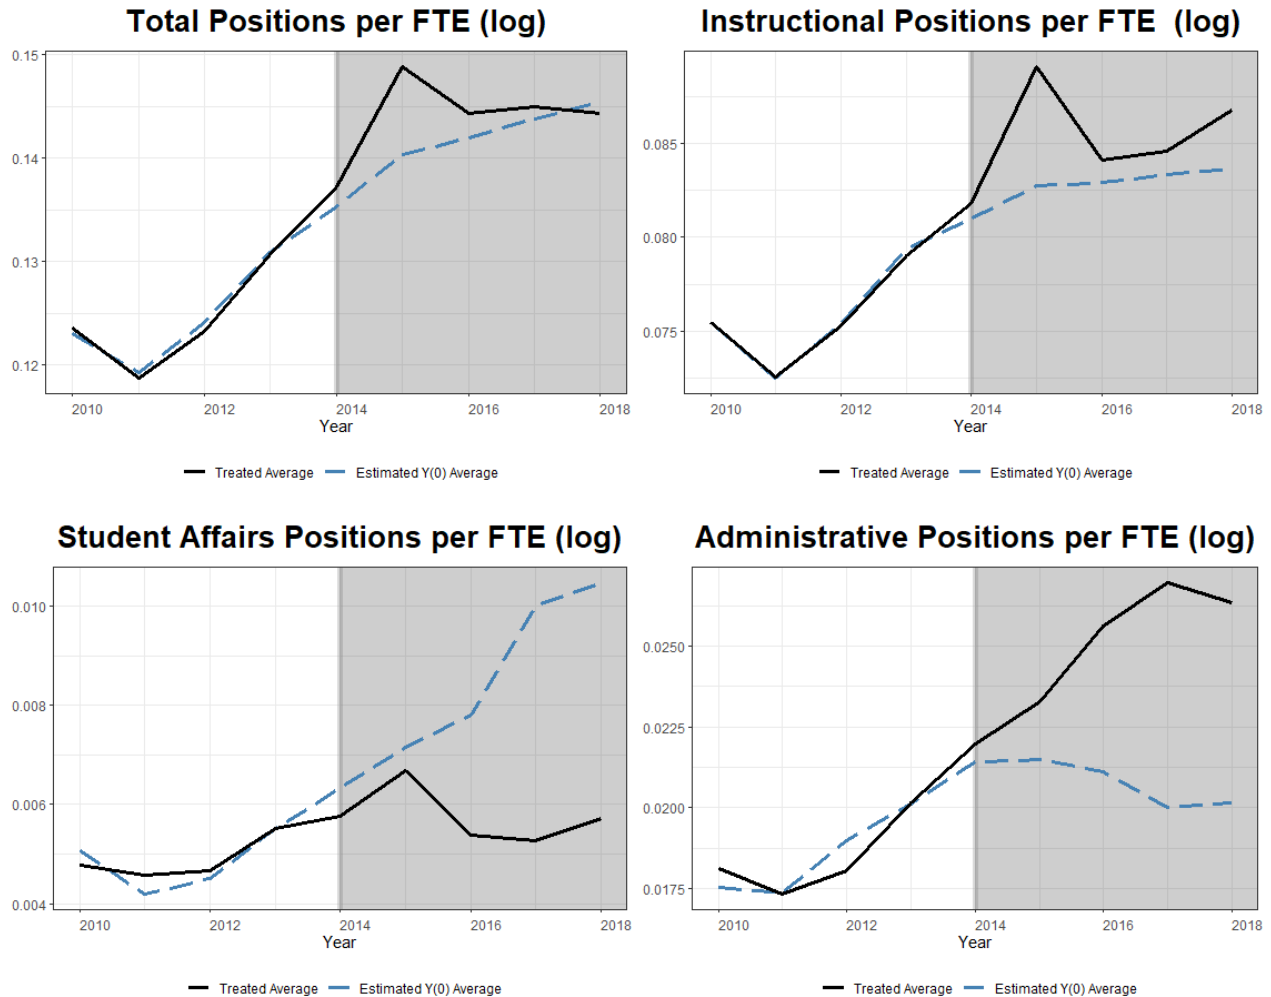 Total Positions per FTE (log)
0.15
0.14
0.13
0.12
2010 2012 2014 2016 2018
Year
Treated Average Estimated Y(0) Average
Instructional Positions per FTE (log)
0.085
0.080
0.075
2010 2012 2014 2016 2018
Year
Treated Average Estimated Y(0) Average
Student Affairs Positions per FTE (log)
0.010
0.008
0.006
0.004
2010 2012 2014 2016 2018
Year
Treated Average Estimated Y(0) Average
Administrative Positions per FTE (log)
0.0250
0.0225
0.0200
0.0175
2010 2012 2014 2016 2018
Year
Treated Average Estimated Y(0) Average